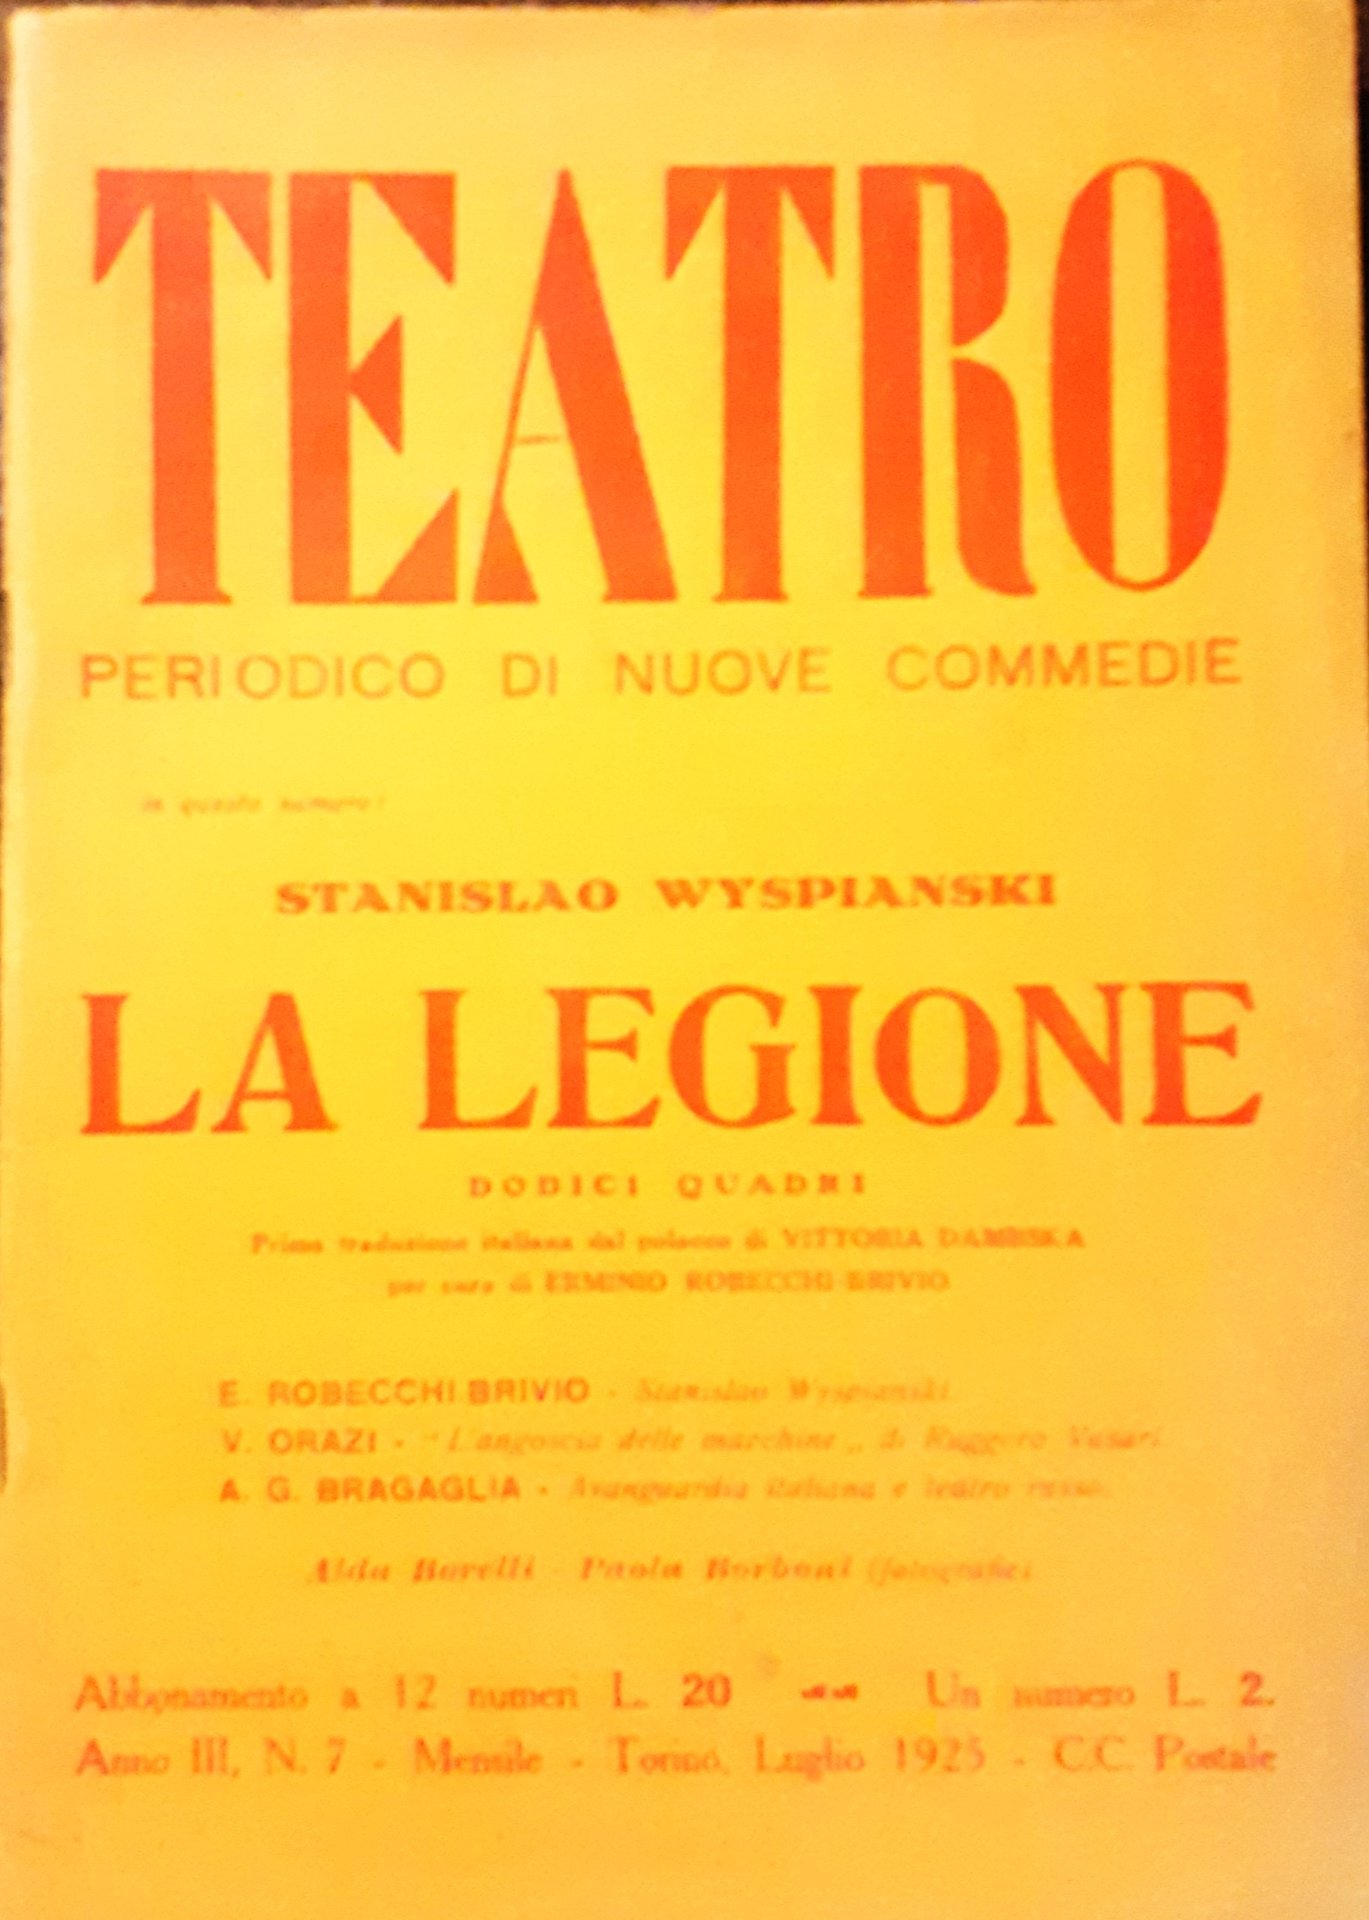 TEATRO
PERIODICO DI NUOVE COMMEDIE
in questo numero:
STANISLAO WYSPIANSKI
LA LEGIONE
DODICI QUADRI
Prima traduzione italiana dal polacco di VITTORIA DAMBSKA
per cura di ERMINIO ROBECCHI-BRIVIO
E. ROBECCHI-BRIVIO - Stanislao Wyspianski.
V. ORAZI - "L'angoscia delle macchine„ di Ruggero Vasari.
A. G. BRAGAGLIA - Avanguardia italiana e teatro russo.
Alda Borelli - Paola Borboni (fotografie)
Abbonamento a 12 numeri L. 20 Un numero L. 2.
Anno III, N. 7 - Mensile - Torino, Luglio 1925 - C.C. Postale